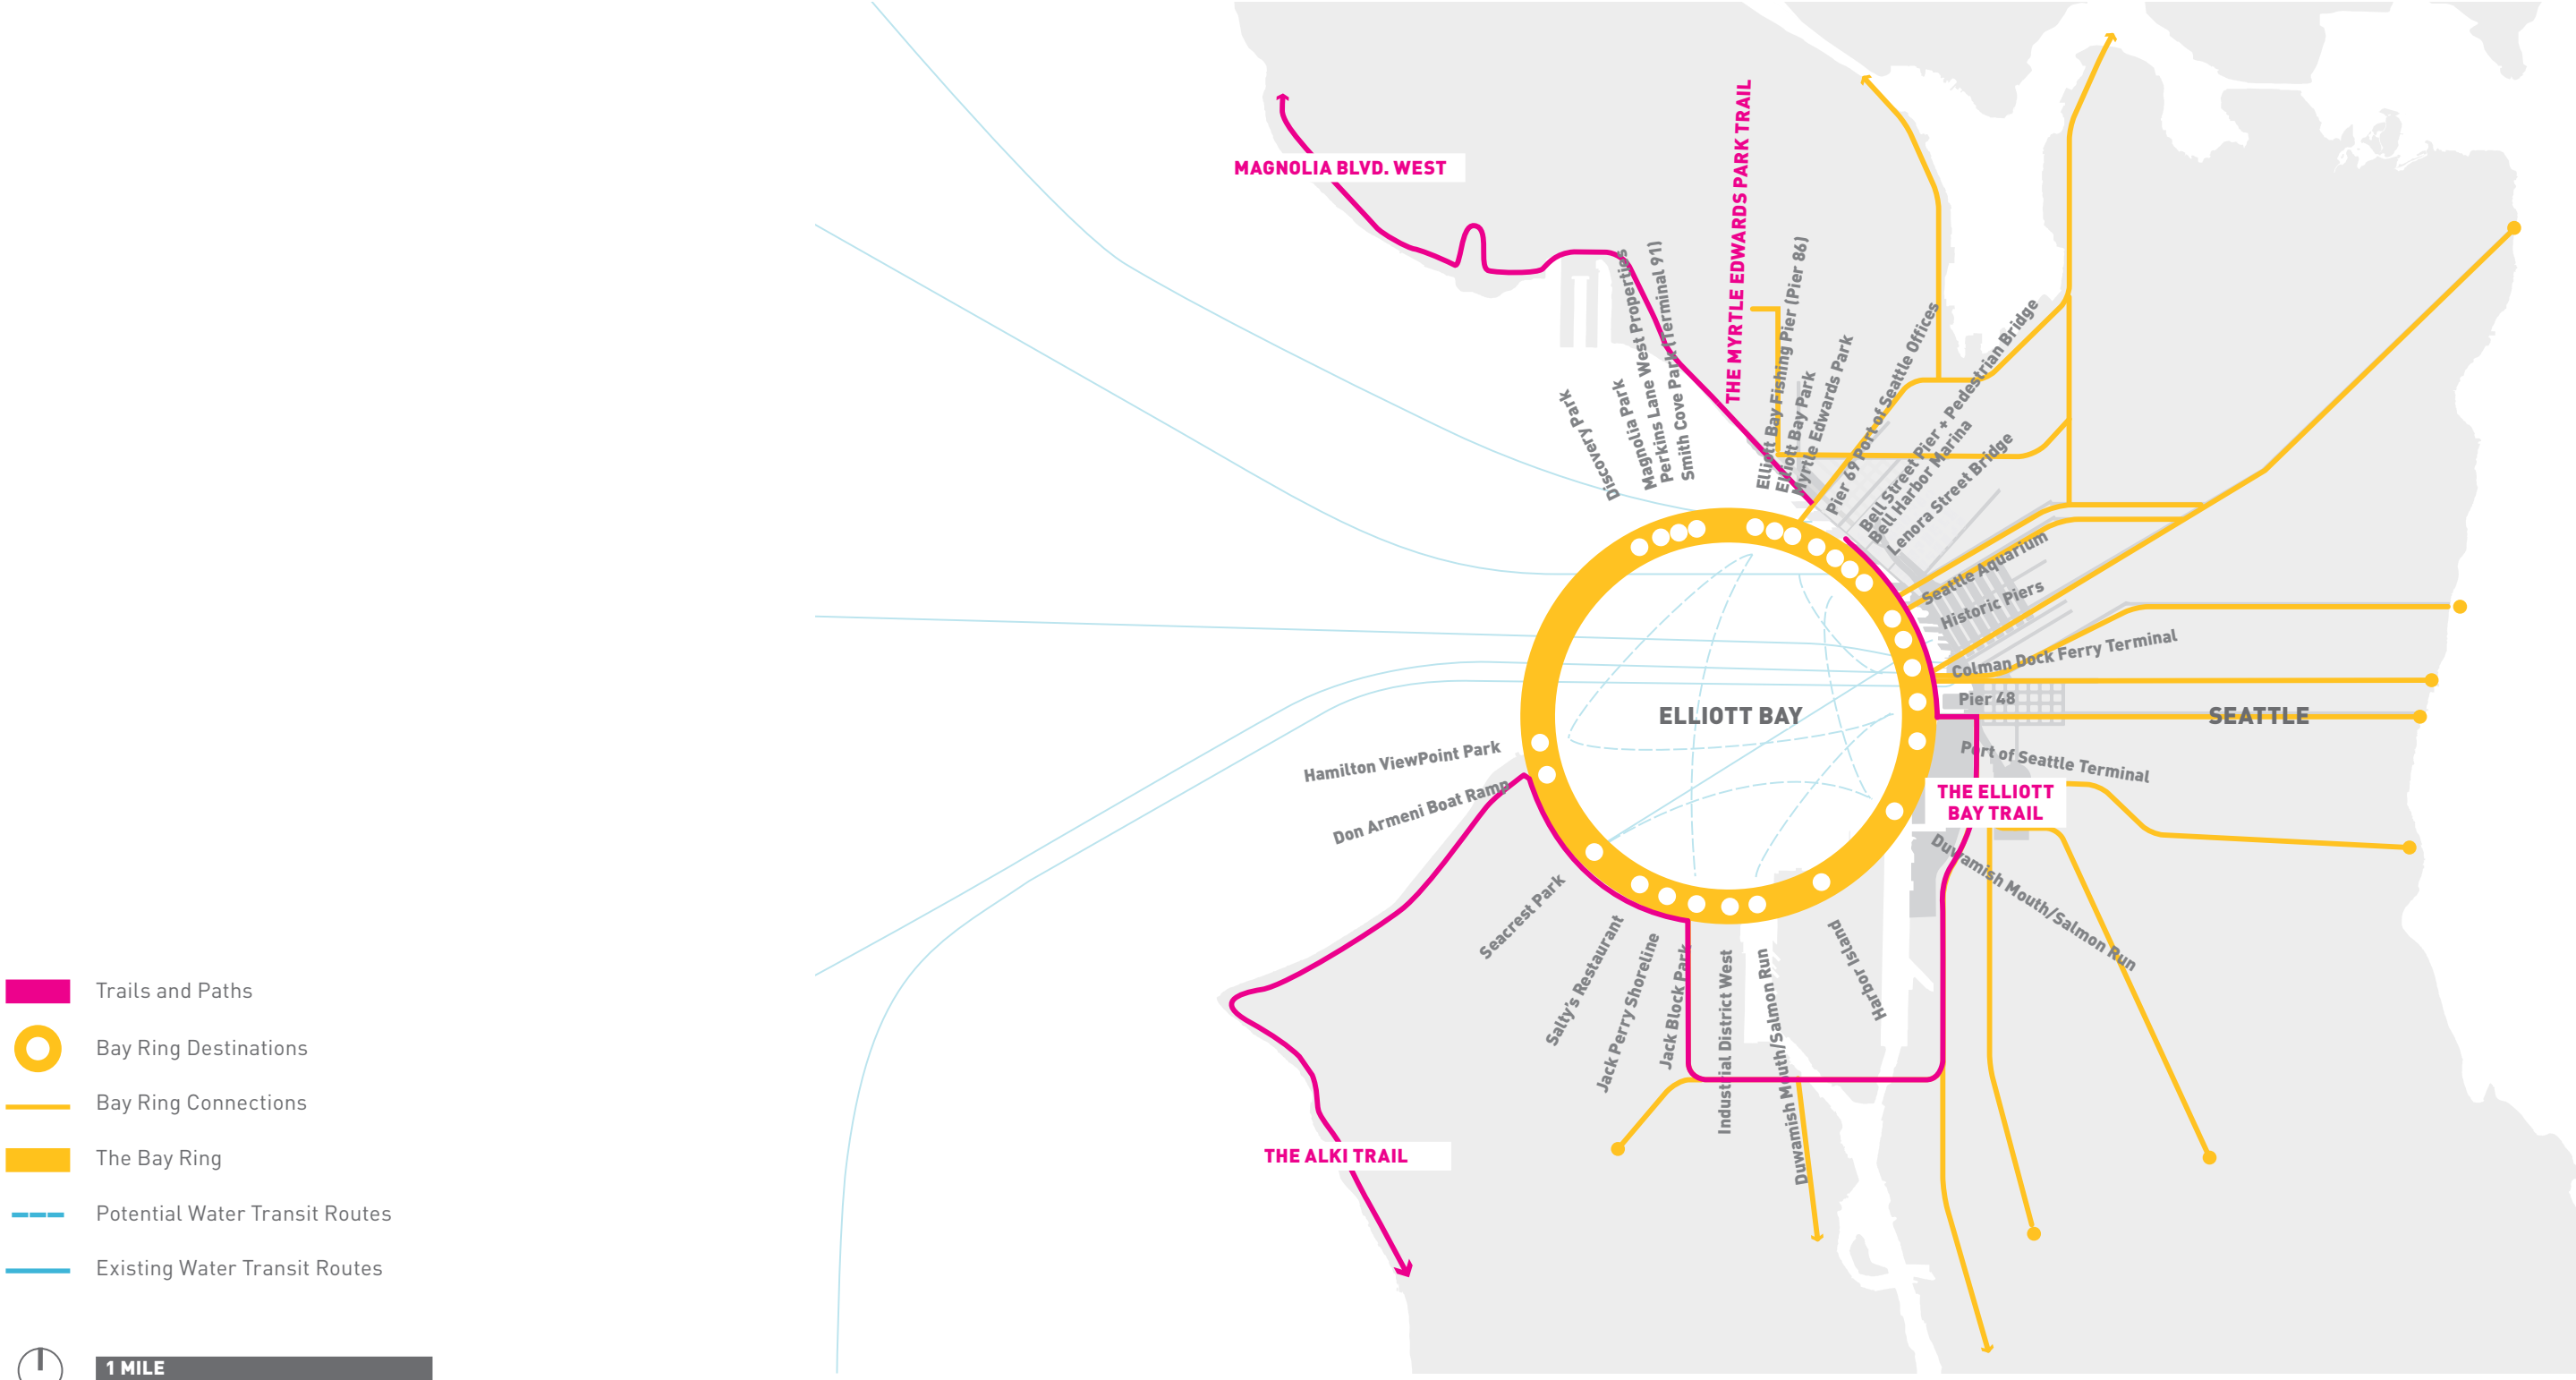 MAGNOLIA BLVD. WEST
THE MYRTLE EDWARDS PARK TRAIL
Discovery Park
Magnolia Park
Perkins Lane West Properties
Smith Cove Park (Terminal 91)
Elliott Bay Fishing Pier (Pier 86)
Elliott Bay Park
Myrtle Edwards Park
Pier 69 Port of Seattle Offices
Bell Street Pier + Pedestrian Bridge
Bell Harbor Marina
Lenora Street Bridge
Seattle Aquarium
Historic Piers
Colman Dock Ferry Terminal
Pier 48
ELLIOTT BAY
SEATTLE
Port of Seattle Terminal
THE ELLIOTT
BAY TRAIL
Duwamish Mouth/Salmon Run
Harbor Island
Duwamish Mouth/Salmon Run
Industrial District West
Jack Block Park
Jack Perry Shoreline
Salty's Restaurant
Seacrest Park
Don Armeni Boat Ramp
Hamilton ViewPoint Park
THE ALKI TRAIL
Trails and Paths
Bay Ring Destinations
Bay Ring Connections
The Bay Ring
Potential Water Transit Routes
Existing Water Transit Routes
1 MILE